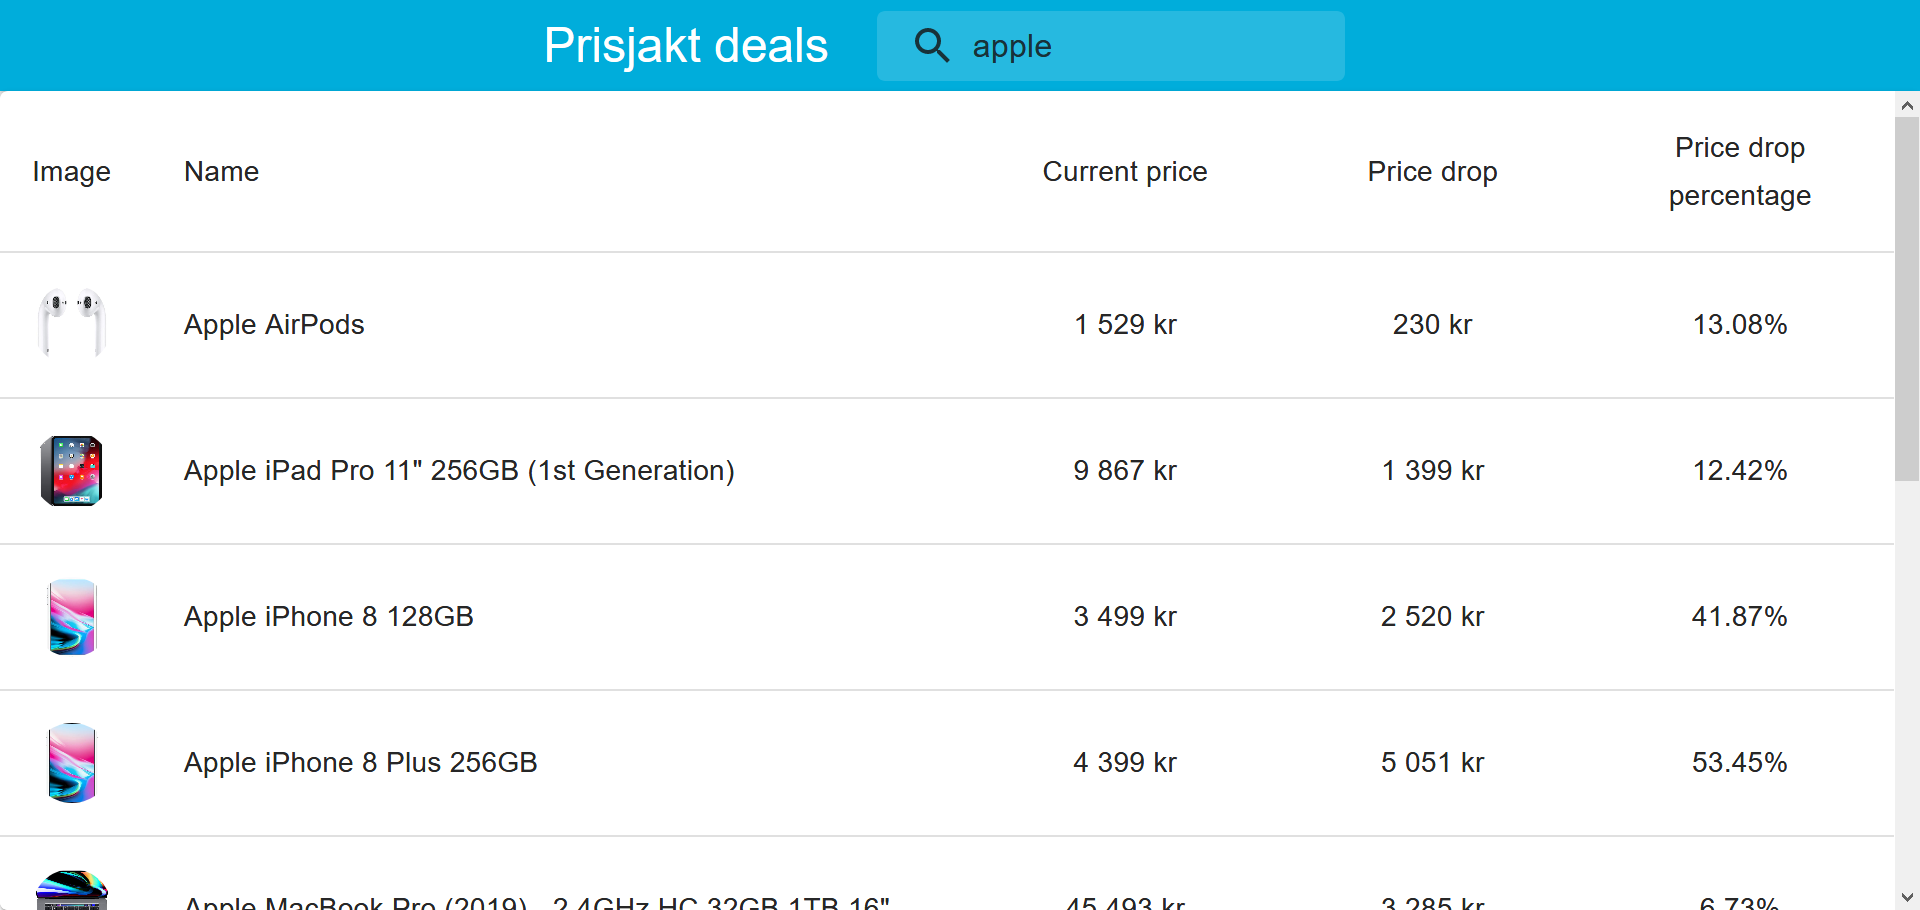 Prisjakt deals
apple
Image Name Current price Price drop Price drop percentage
Apple AirPods 1 529 kr 230 kr 13.08%
Apple iPad Pro 11" 256GB (1st Generation) 9 867 kr 1 399 kr 12.42%
Apple iPhone 8 128GB 3 499 kr 2 520 kr 41.87%
Apple iPhone 8 Plus 256GB 4 399 kr 5 051 kr 53.45%
Apple MacBook Pro (2019) - 2.4GHz HC 32GB 1TB 16" 45 493 kr 3 285 kr 6.73%